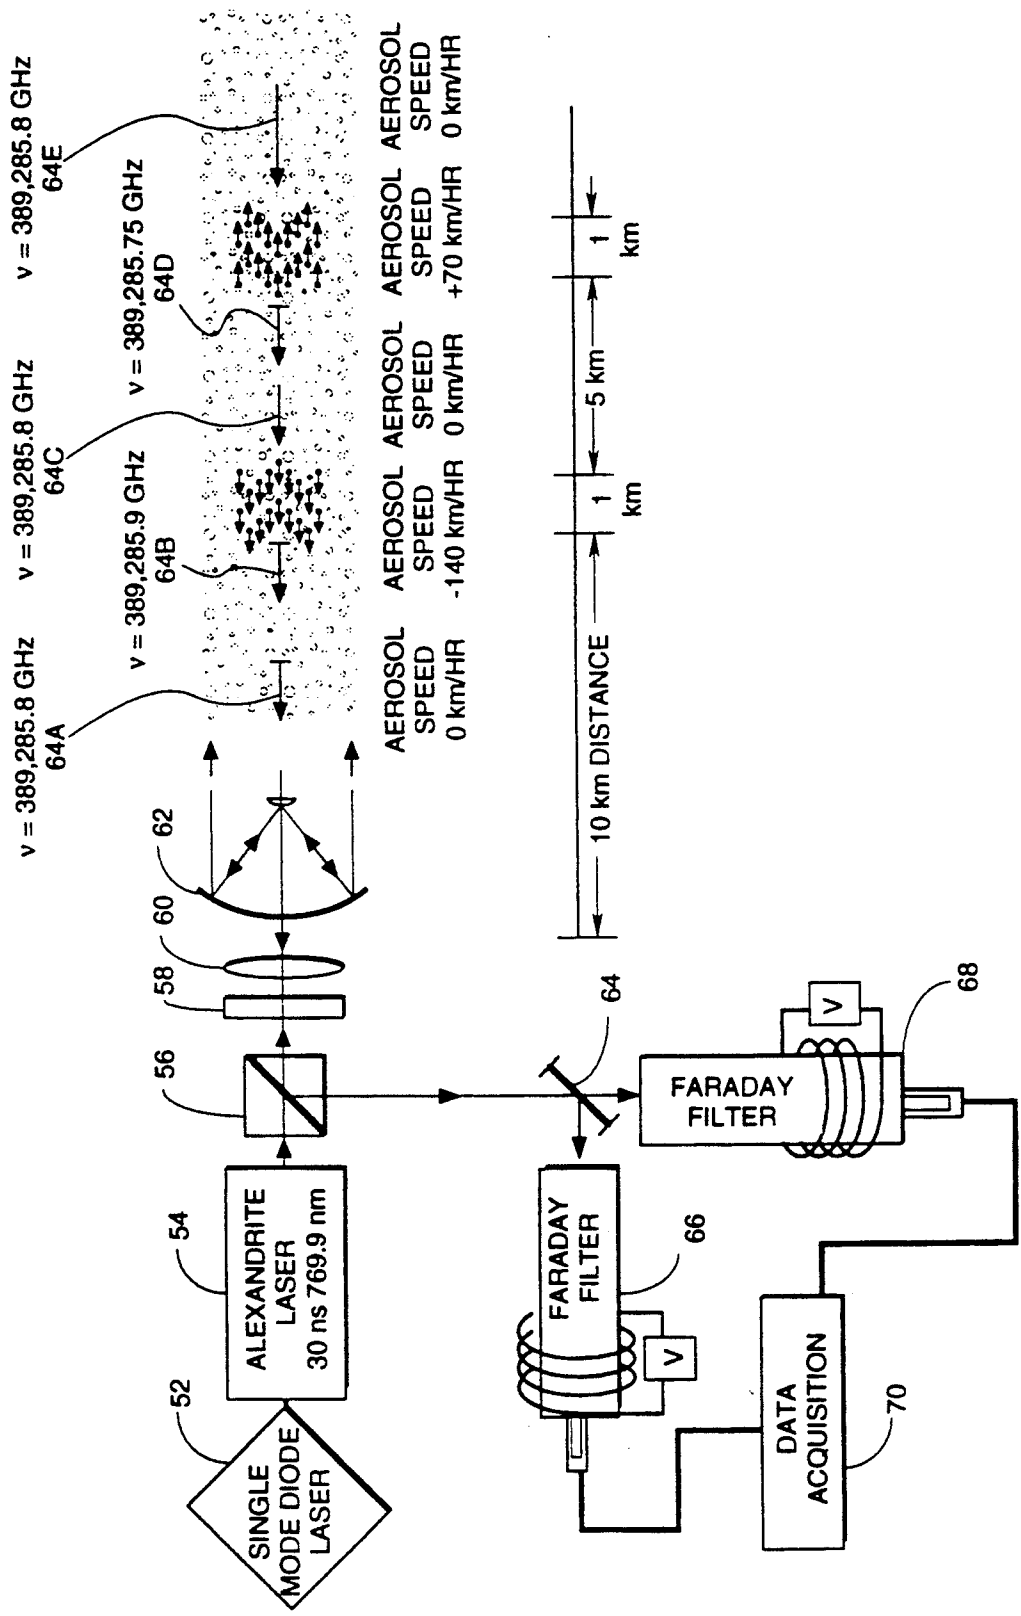 ν = 389,285.8 GHz
64A
ν = 389,285.9 GHz
64B
ν = 389,285.8 GHz
64C
ν = 389,285.75 GHz
64D
ν = 389,285.8 GHz
64E
52
54
56
58
60
62
SINGLE
MODE DIODE
LASER
ALEXANDRITE
LASER
30 ns 769.9 nm
AEROSOL
SPEED
0 km/HR
AEROSOL
SPEED
-140 km/HR
AEROSOL
SPEED
0 km/HR
AEROSOL
SPEED
+70 km/HR
AEROSOL
SPEED
0 km/HR
FARADAY
FILTER
V
66
64
10 km DISTANCE
1
km
5 km
1
km
FARADAY
FILTER
V
68
DATA
ACQUISITION
70